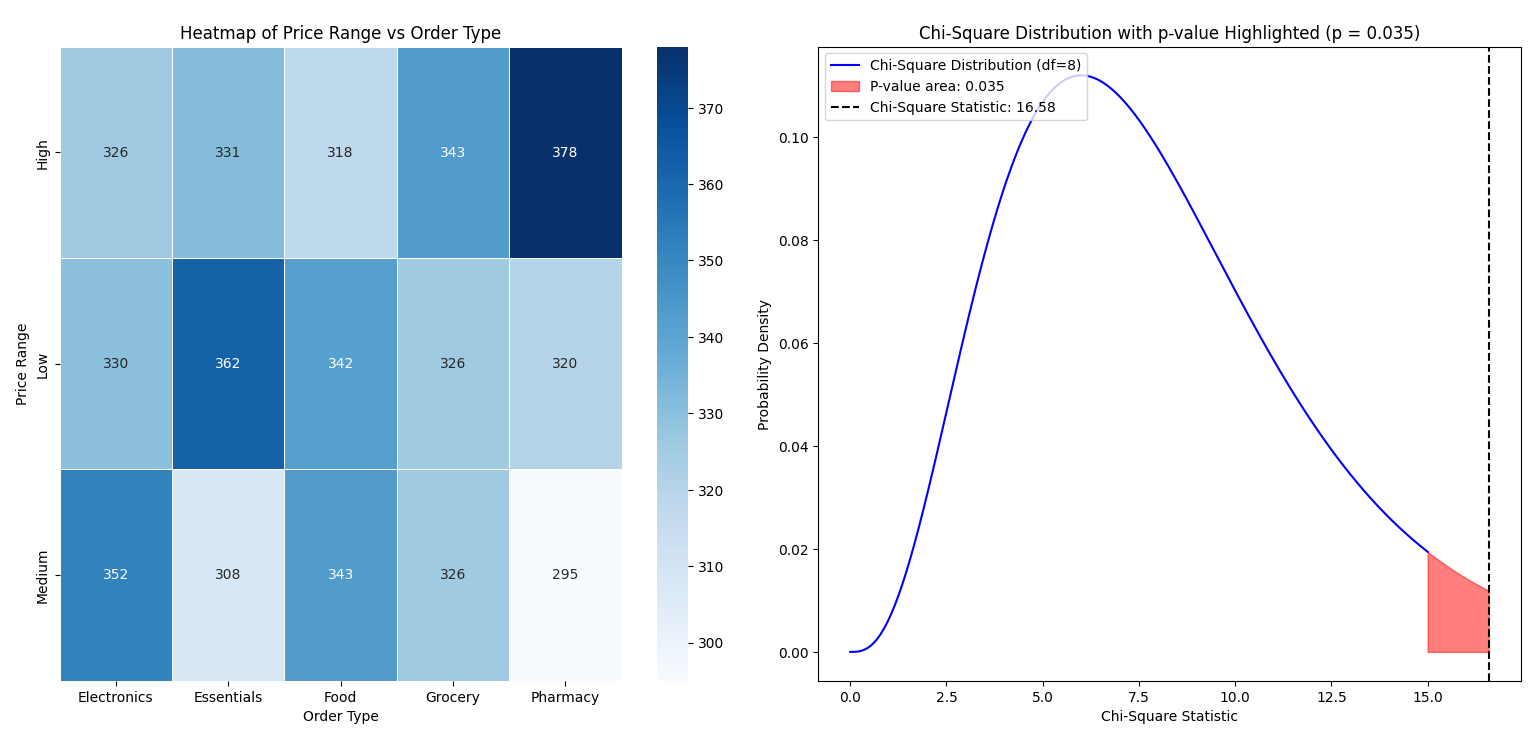 Heatmap of Price Range vs Order Type
Price Range
High
Low
Medium
326 331 318 343 378
330 362 342 326 320
352 308 343 326 295
Electronics Essentials Food Grocery Pharmacy
Order Type
370
360
350
340
330
320
310
300
Chi-Square Distribution with p-value Highlighted (p = 0.035)
Chi-Square Distribution (df=8)
P-value area: 0.035
Chi-Square Statistic: 16.58
Probability Density
0.10
0.08
0.06
0.04
0.02
0.00
0.0 2.5 5.0 7.5 10.0 12.5 15.0
Chi-Square Statistic